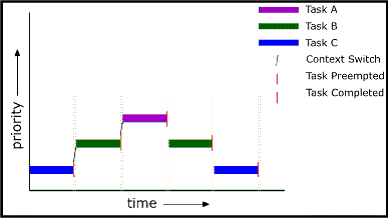 Task A
Task B
Task C
Context Switch
Task Preempted
Task Completed
priority
time